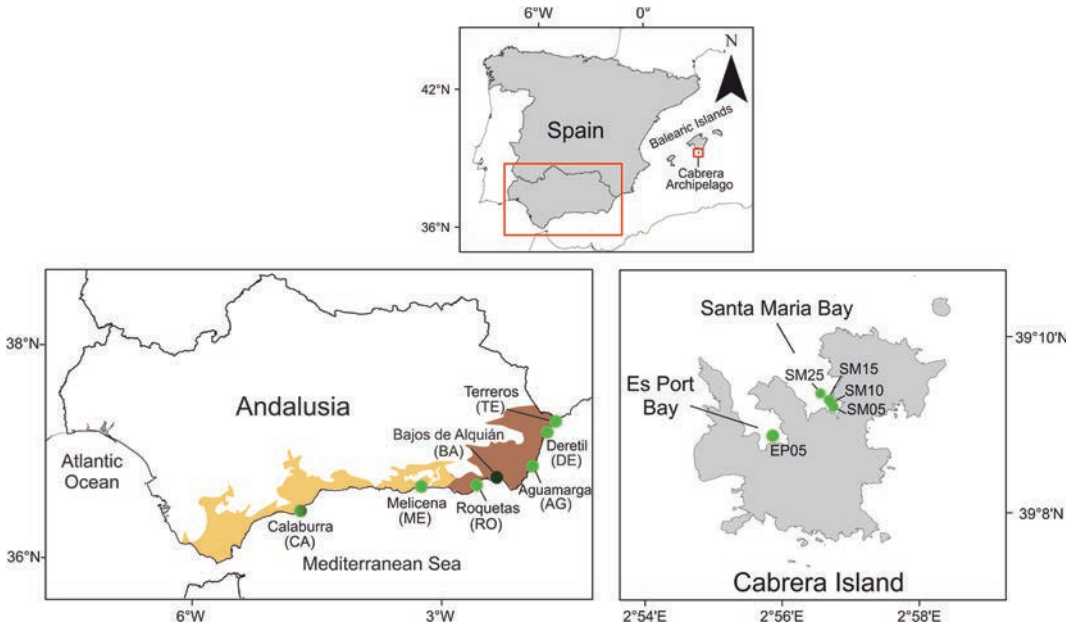 6°W
0°
N
42°N
36°N
Spain
Balearic Islands
Cabrera
Archipelago
38°N
36°N
6°W
3°W
Andalusia
Atlantic
Ocean
Mediterranean Sea
Terreros
(TE)
Bajos de Alquián
(BA)
Deretil
(DE)
Aguamarga
(AG)
Roquetas
(RO)
Melicena
(ME)
Calaburra
(CA)
Santa Maria Bay
SM25
SM15
SM10
SM05
Es Port
Bay
EP05
Cabrera Island
39°10'N
39°8'N
2°54'E
2°56'E
2°58'E